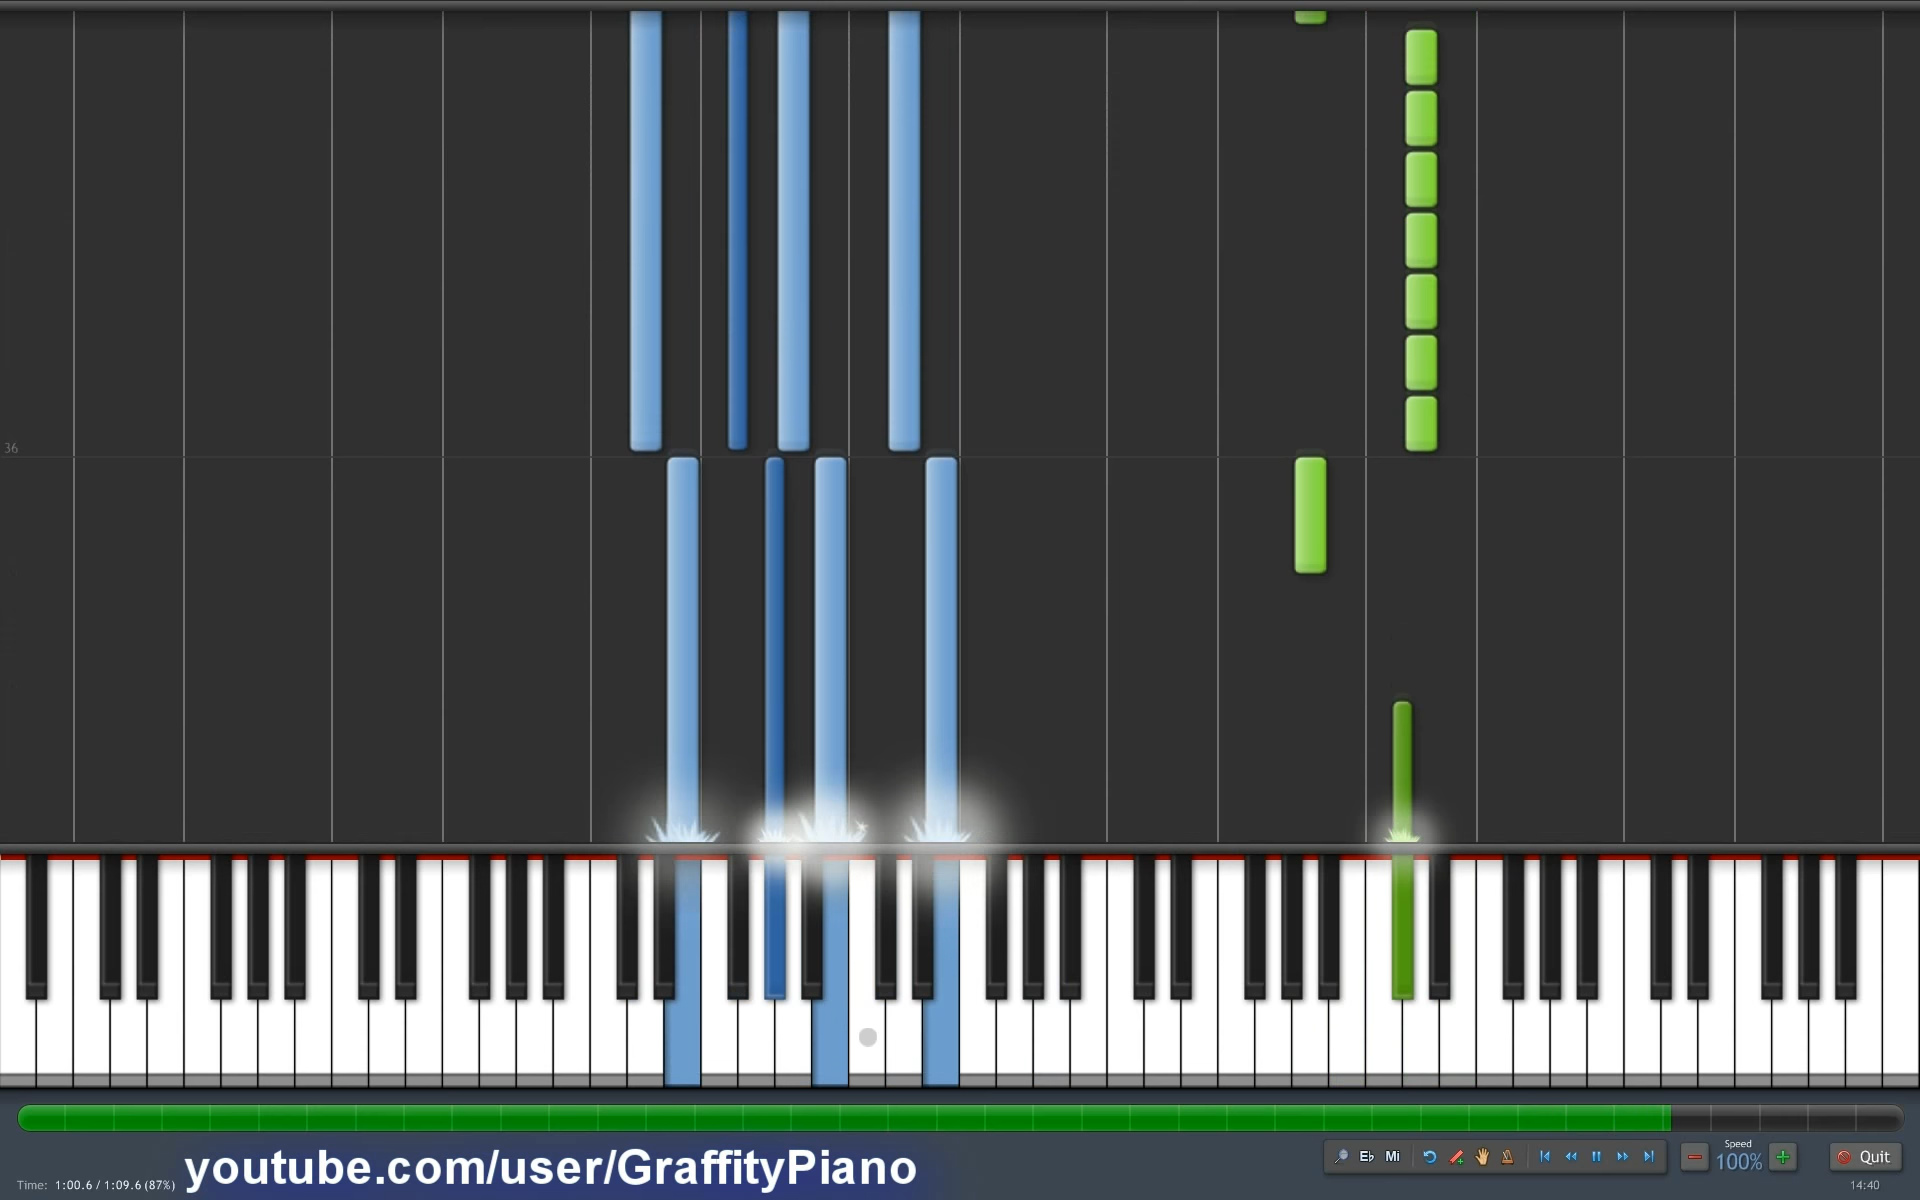 36
Speed
Eb Mi 100% Quit
youtube.com/user/GraffityPiano
Time: 1:00.6 / 1:09.6 (87%)
14:40